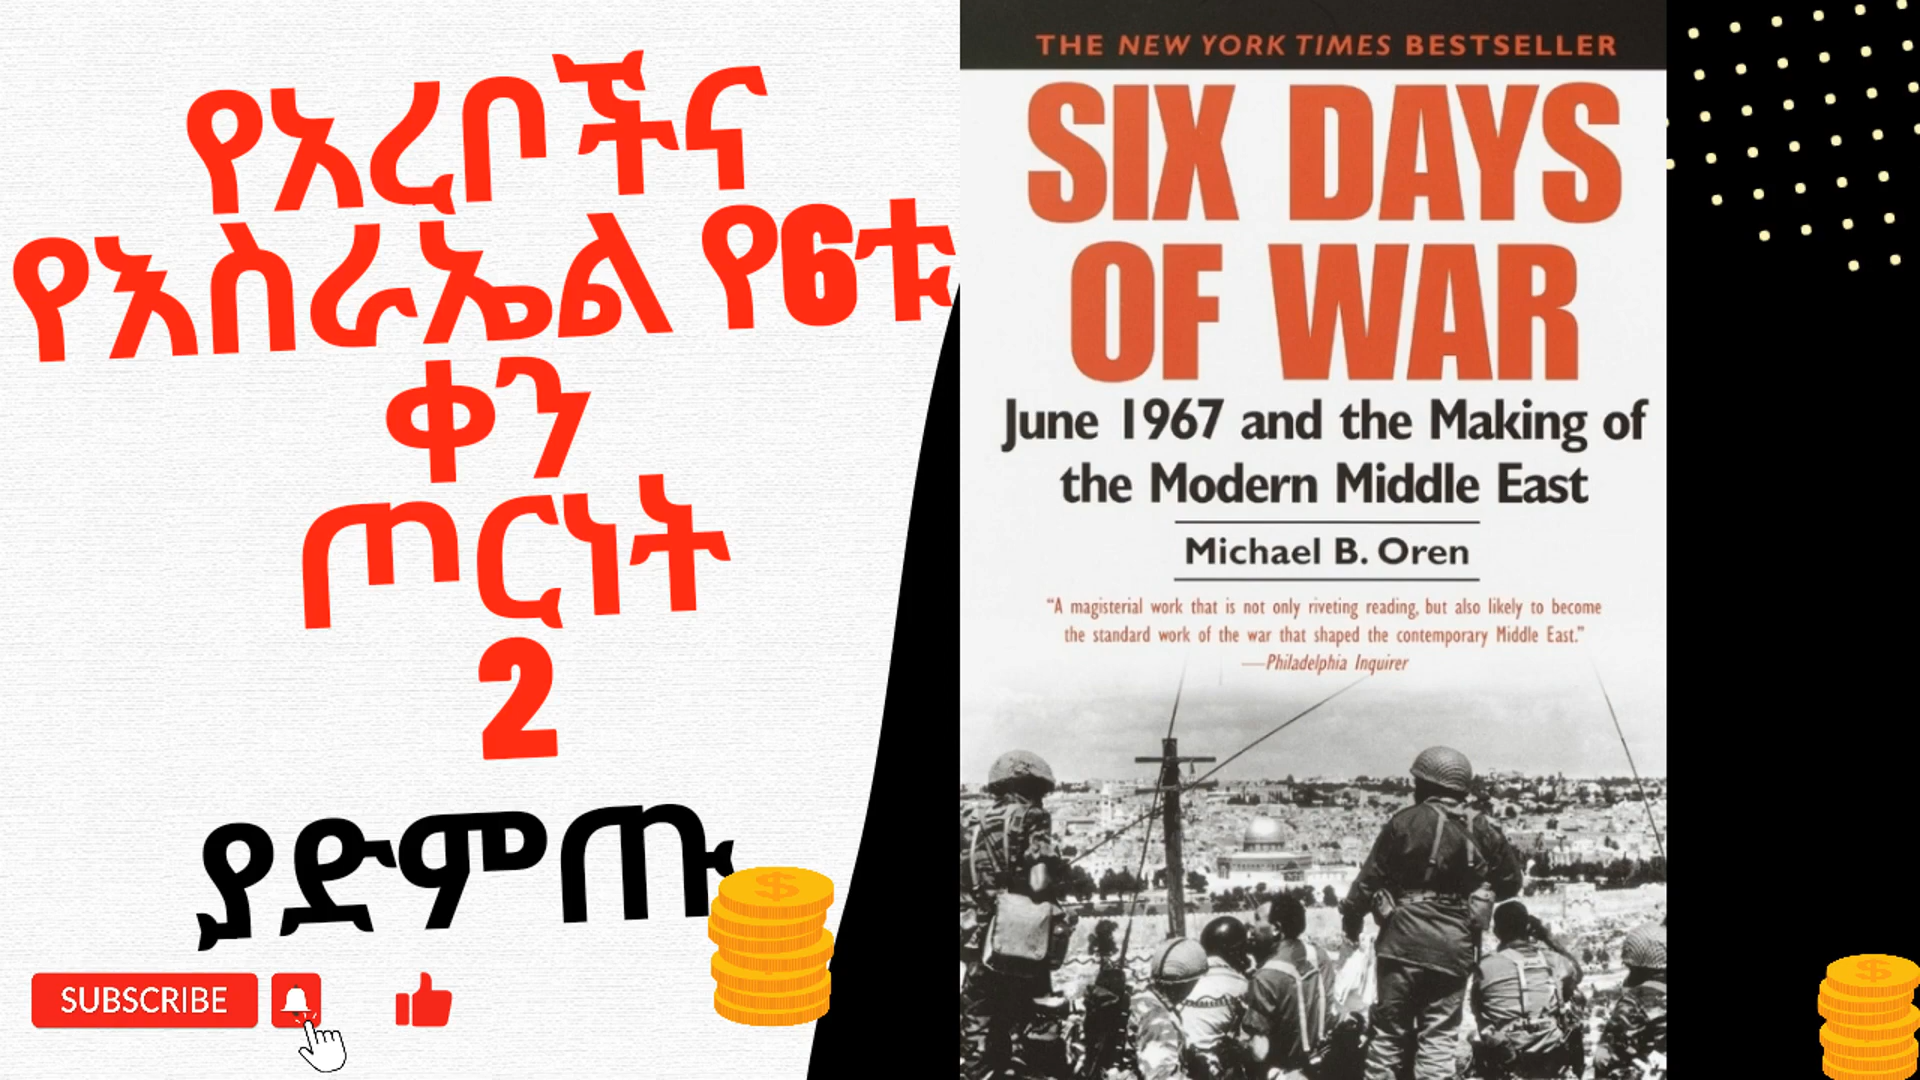 የአረቦችና
የእስራኤል የ6ቱ
ቀን
ጦርነት
2
ያድምጡ
SUBSCRIBE
THE NEW YORK TIMES BESTSELLER
SIX DAYS
OF WAR
June 1967 and the Making of
the Modern Middle East
Michael B. Oren
“A magisterial work that is not only riveting reading, but also likely to become
the standard work of the war that shaped the contemporary Middle East.”
—Philadelphia Inquirer